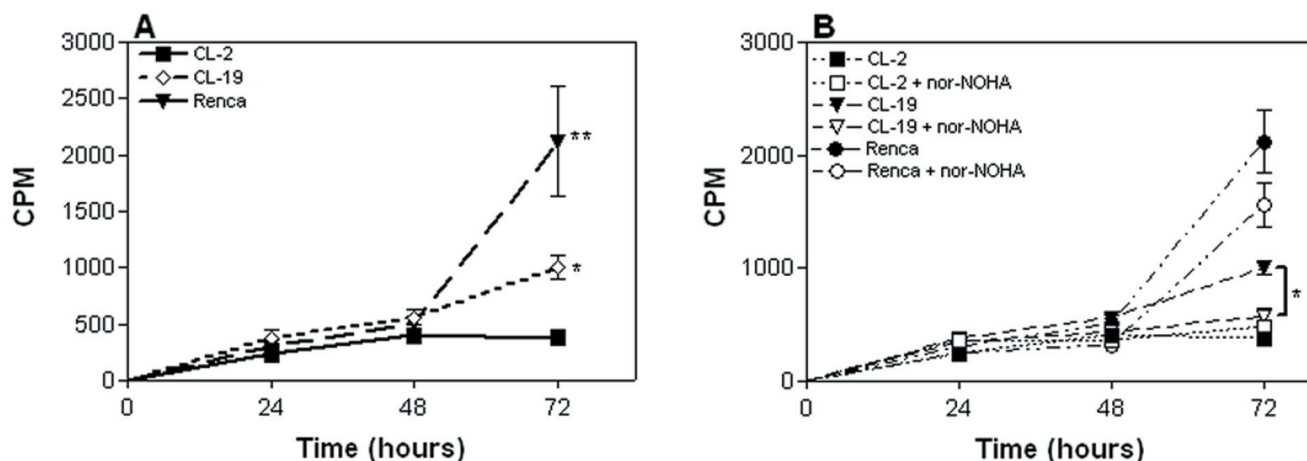 A
3000
2500
2000
1500
1000
500
0
CPM
CL-2
CL-19
Renca
**
*
0 24 48 72
Time (hours)
B
3000
2000
1000
0
CPM
CL-2
CL-2 + nor-NOHA
CL-19
CL-19 + nor-NOHA
Renca
Renca + nor-NOHA
*
0 24 48 72
Time (hours)